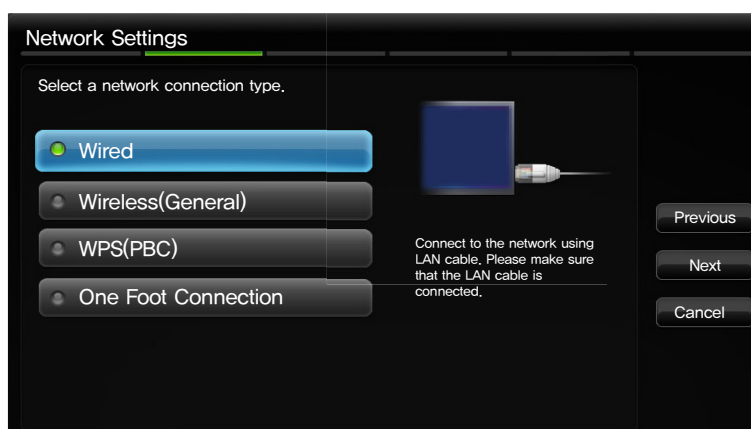 Network Settings
Select a network connection type.
Wired
Wireless(General)
WPS(PBC)
One Foot Connection
Connect to the network using
LAN cable. Please make sure
that the LAN cable is
connected.
Previous
Next
Cancel